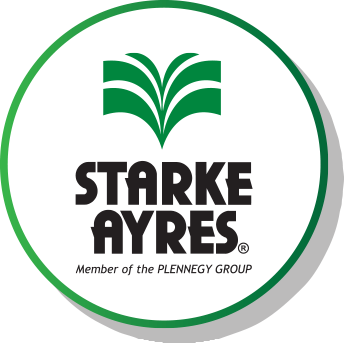 STARKE
AYRES®
Member of the PLENNEGY GROUP